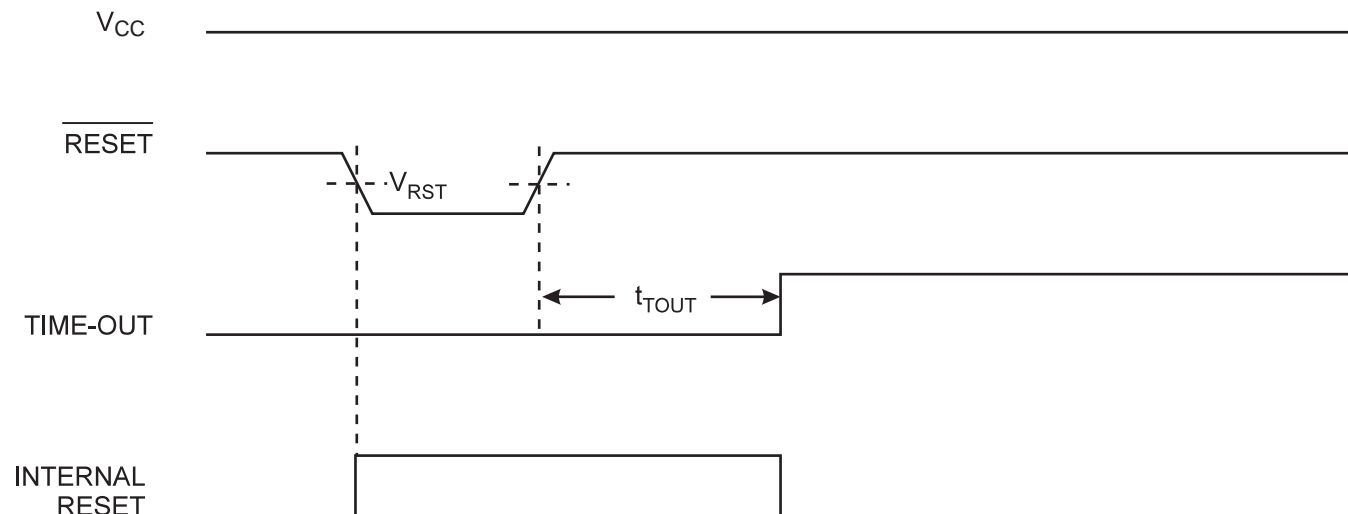 VCC
RESET
VRST
tTOUT
TIME-OUT
INTERNAL
RESET